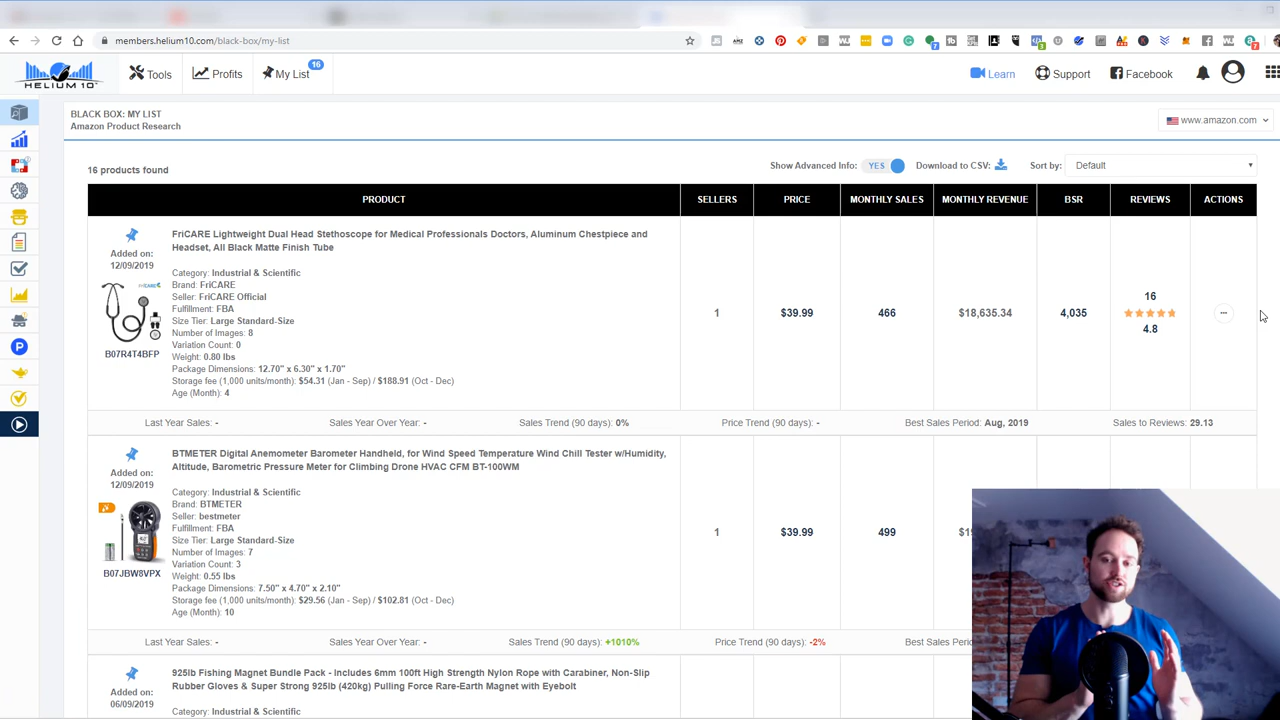 members.helium10.com/black-box/my-list
HELIUM 10
Tools
Profits
My List
16
Learn
Support
Facebook
BLACK BOX: MY LIST
Amazon Product Research
www.amazon.com
16 products found
Show Advanced Info: YES
Download to CSV:
Sort by: Default
PRODUCT SELLERS PRICE MONTHLY SALES MONTHLY REVENUE BSR REVIEWS ACTIONS
Added on:
12/09/2019
B07R4T4BFP
FriCARE Lightweight Dual Head Stethoscope for Medical Professionals Doctors, Aluminum Chestpiece and
Headset, All Black Matte Finish Tube
Category: Industrial & Scientific
Brand: FriCARE
Seller: FriCARE Official
Fulfillment: FBA
Size Tier: Large Standard-Size
Number of Images: 8
Variation Count: 0
Weight: 0.80 lbs
Package Dimensions: 12.70" x 6.30" x 1.70"
Storage fee (1,000 units/month): $54.31 (Jan - Sep) / $188.91 (Oct - Dec)
Age (Month): 4
1 $39.99 466 $18,635.34 4,035
16
4.8
Last Year Sales: - Sales Year Over Year: - Sales Trend (90 days): 0% Price Trend (90 days): - Best Sales Period: Aug, 2019 Sales to Reviews: 29.13
Added on:
12/09/2019
B07JBW8VPX
BTMETER Digital Anemometer Barometer Handheld, for Wind Speed Temperature Wind Chill Tester w/Humidity,
Altitude, Barometric Pressure Meter for Climbing Drone HVAC CFM BT-100WM
Category: Industrial & Scientific
Brand: BTMETER
Seller: bestmeter
Fulfillment: FBA
Size Tier: Large Standard-Size
Number of Images: 7
Variation Count: 3
Weight: 0.55 lbs
Package Dimensions: 7.50" x 4.70" x 2.10"
Storage fee (1,000 units/month): $29.56 (Jan - Sep) / $102.81 (Oct - Dec)
Age (Month): 10
1 $39.99 499
Last Year Sales: - Sales Year Over Year: - Sales Trend (90 days): +1010% Price Trend (90 days): -2% Best Sales
Added on:
06/09/2019
925lb Fishing Magnet Bundle Pack - Includes 6mm 100ft High Strength Nylon Rope with Carabiner, Non-Slip
Rubber Gloves & Super Strong 925lb (420kg) Pulling Force Rare-Earth Magnet with Eyebolt
Category: Industrial & Scientific